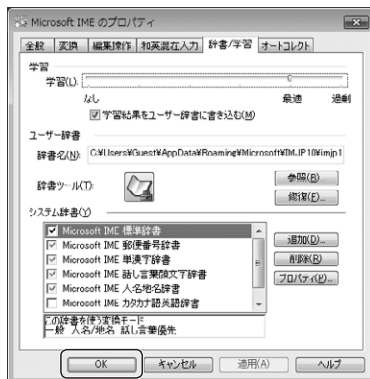 Microsoft IME のプロパティ
全般 変換 編集操作 和英混在入力 辞書/学習 オートコレクト
学習
学習(L):
なし 最適 過剰
学習結果をユーザー辞書に書き込む(M)
ユーザー辞書
辞書名(N): C:¥Users¥Guest¥AppData¥Roaming¥Microsoft¥IMJP10¥imjp1
辞書ツール(T): 参照(B)
修復(E)...
システム辞書(Y)
Microsoft IME 標準辞書
Microsoft IME 郵便番号辞書
Microsoft IME 単漢字辞書
Microsoft IME 話し言葉顔文字辞書
Microsoft IME 人名地名辞書
Microsoft IME カタカナ語英語辞書
追加(D)...
削除(R)
プロパティ(P)...
この辞書を使う変換モード
一般 人名/地名 話し言葉優先
OK キャンセル 適用(A) ヘルプ